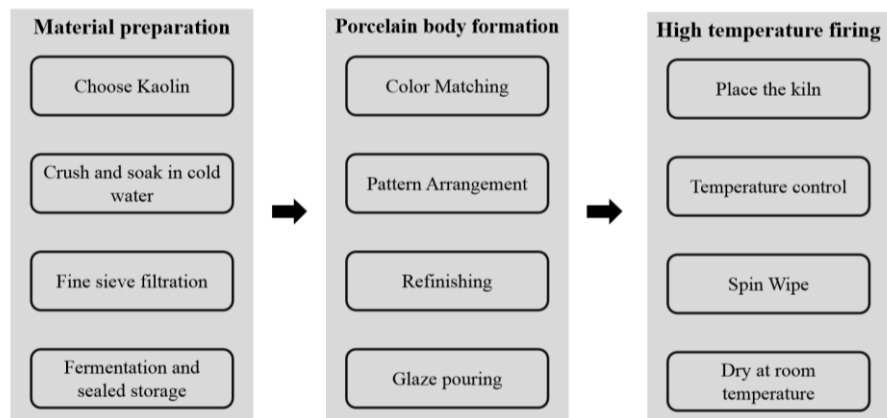 Material preparation
Choose Kaolin
Crush and soak in cold
water
Fine sieve filtration
Fermentation and
sealed storage
Porcelain body formation
Color Matching
Pattern Arrangement
Refinishing
Glaze pouring
High temperature firing
Place the kiln
Temperature control
Spin Wipe
Dry at room
temperature